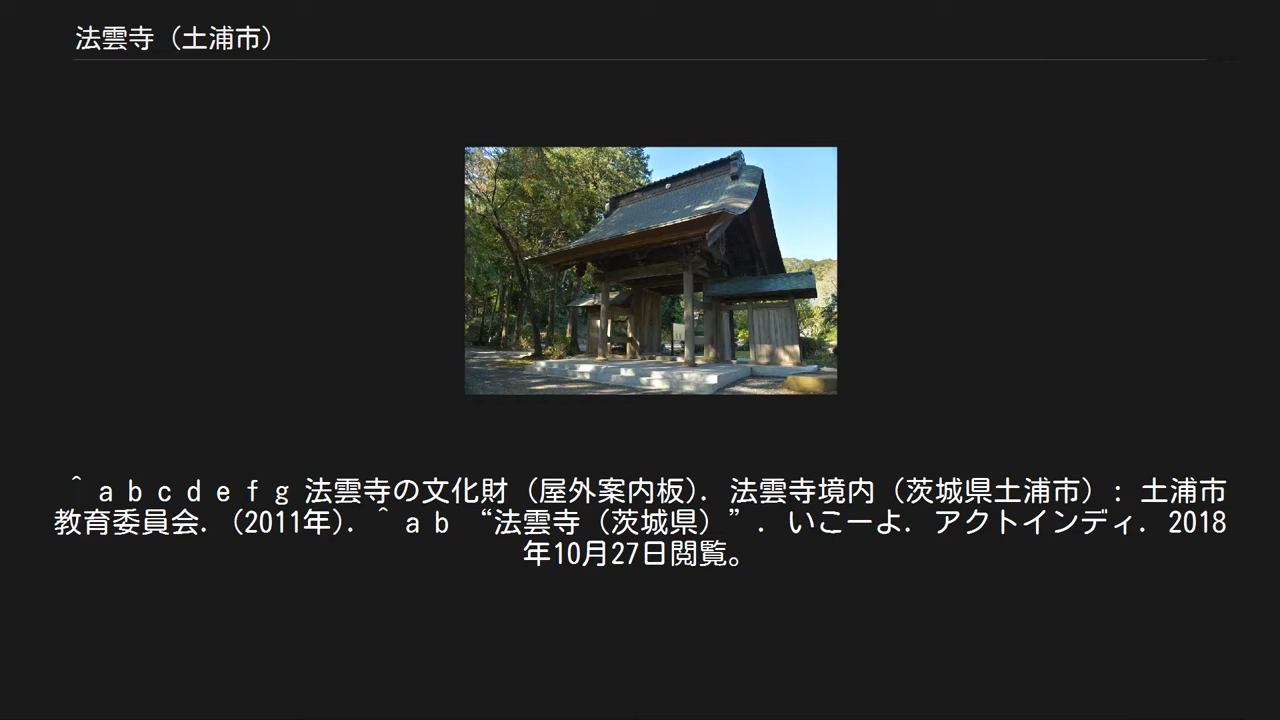 法雲寺（土浦市）
^ a b c d e f g 法雲寺の文化財（屋外案内板）. 法雲寺境内（茨城県土浦市）: 土浦市
教育委員会. (2011年). ^ a b “法雲寺（茨城県）”. いこーよ. アクトインディ. 2018
年10月27日閲覧。